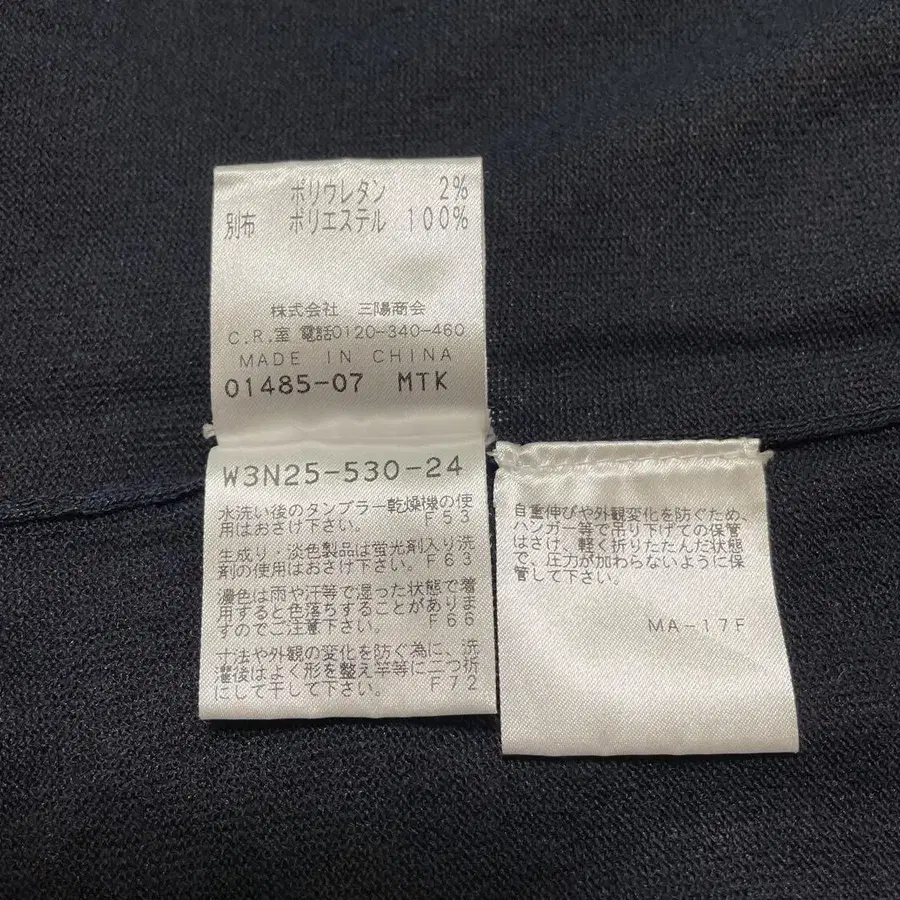 ポリウレタン 2%
別布 ポリエステル 100%
株式会社 三陽商会
C.R.室 電話0120-340-460
MADE IN CHINA
01485-07 MTK
W3N25-530-24
水洗い後のタンブラー乾燥機の使
用はおさけ下さい。 F53
生成り・淡色製品は蛍光剤入り洗
剤の使用はおさけ下さい。 F63
濃色は雨や汗等で湿った状態で着
用すると色落ちすることがありま
すのでご注意下さい。 F66
寸法や外観の変化を防ぐ為に、洗
濯後はよく形を整え竿等に二つ折
にして干して下さい。 F72
自重伸びや外観変化を防ぐため、
ハンガー等で吊り下げての保管
はさけ、軽く折りたたんだ状態
で、圧力が加わらないように保
管して下さい。
MA-17F